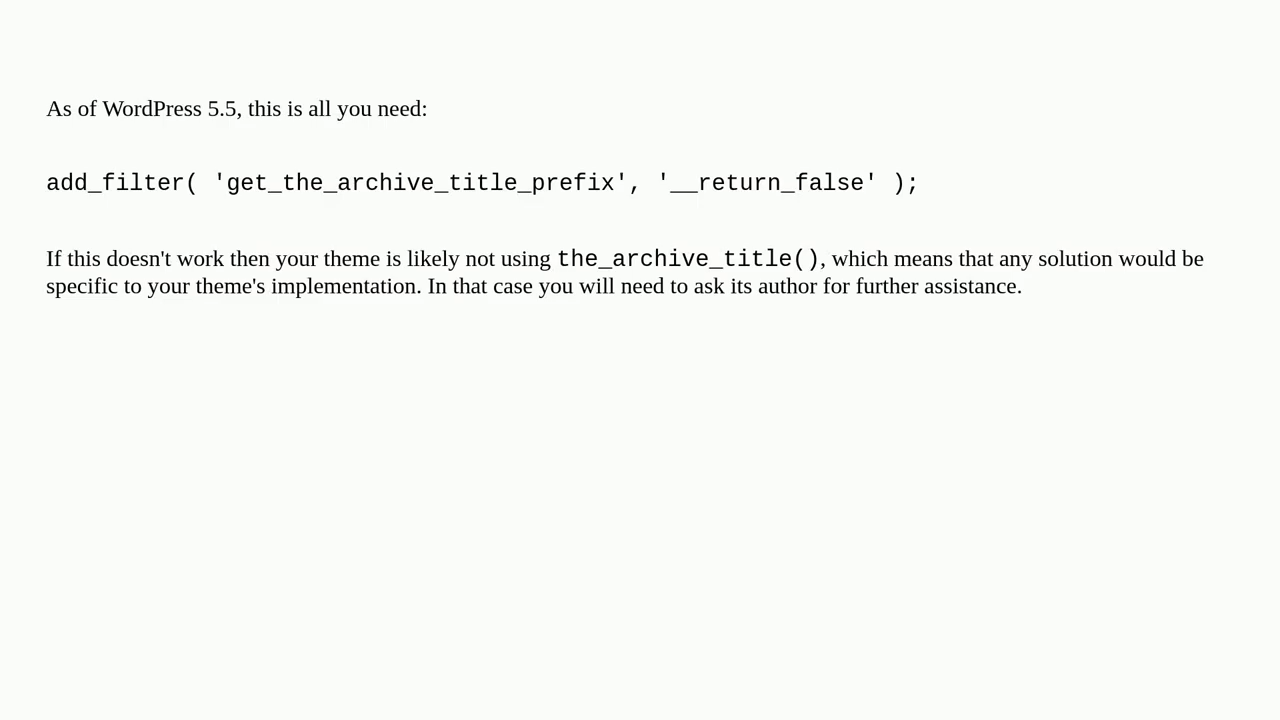 As of WordPress 5.5, this is all you need:
add_filter( 'get_the_archive_title_prefix', '__return_false' );
If this doesn't work then your theme is likely not using the_archive_title(), which means that any solution would be
specific to your theme's implementation. In that case you will need to ask its author for further assistance.